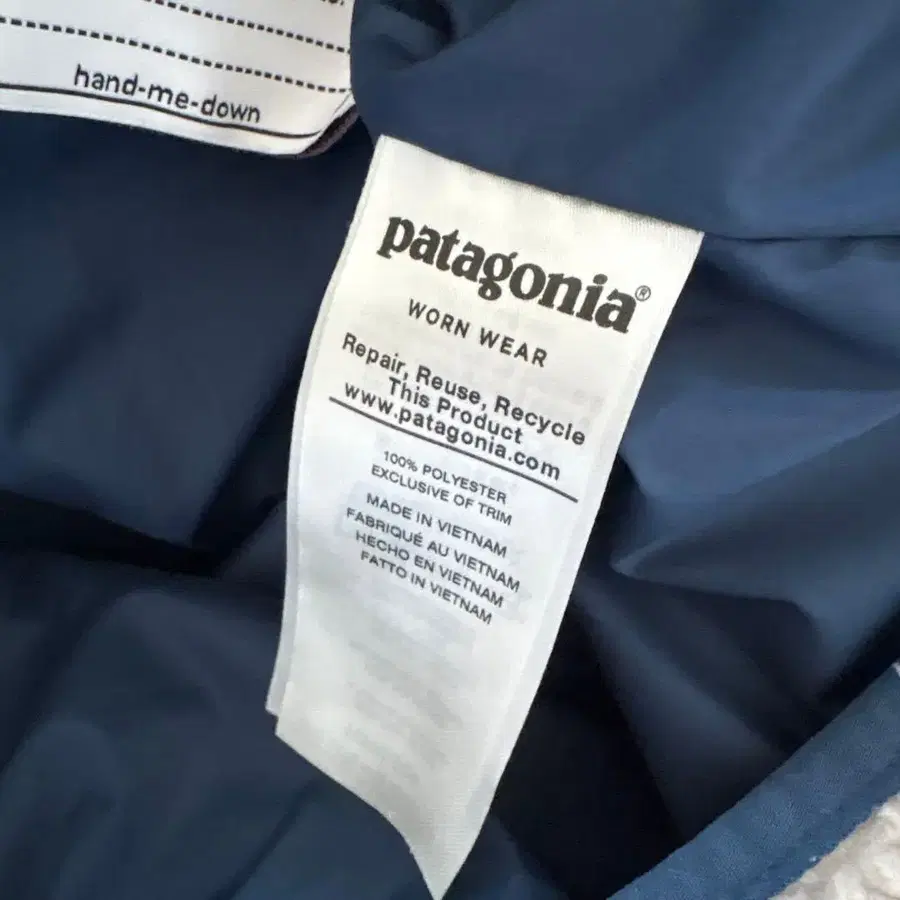 hand-me-down
patagonia®
WORN WEAR
Repair, Reuse, Recycle
This Product
www.patagonia.com
100% POLYESTER
EXCLUSIVE OF TRIM
MADE IN VIETNAM
FABRIQUÉ AU VIETNAM
HECHO EN VIETNAM
FATTO IN VIETNAM